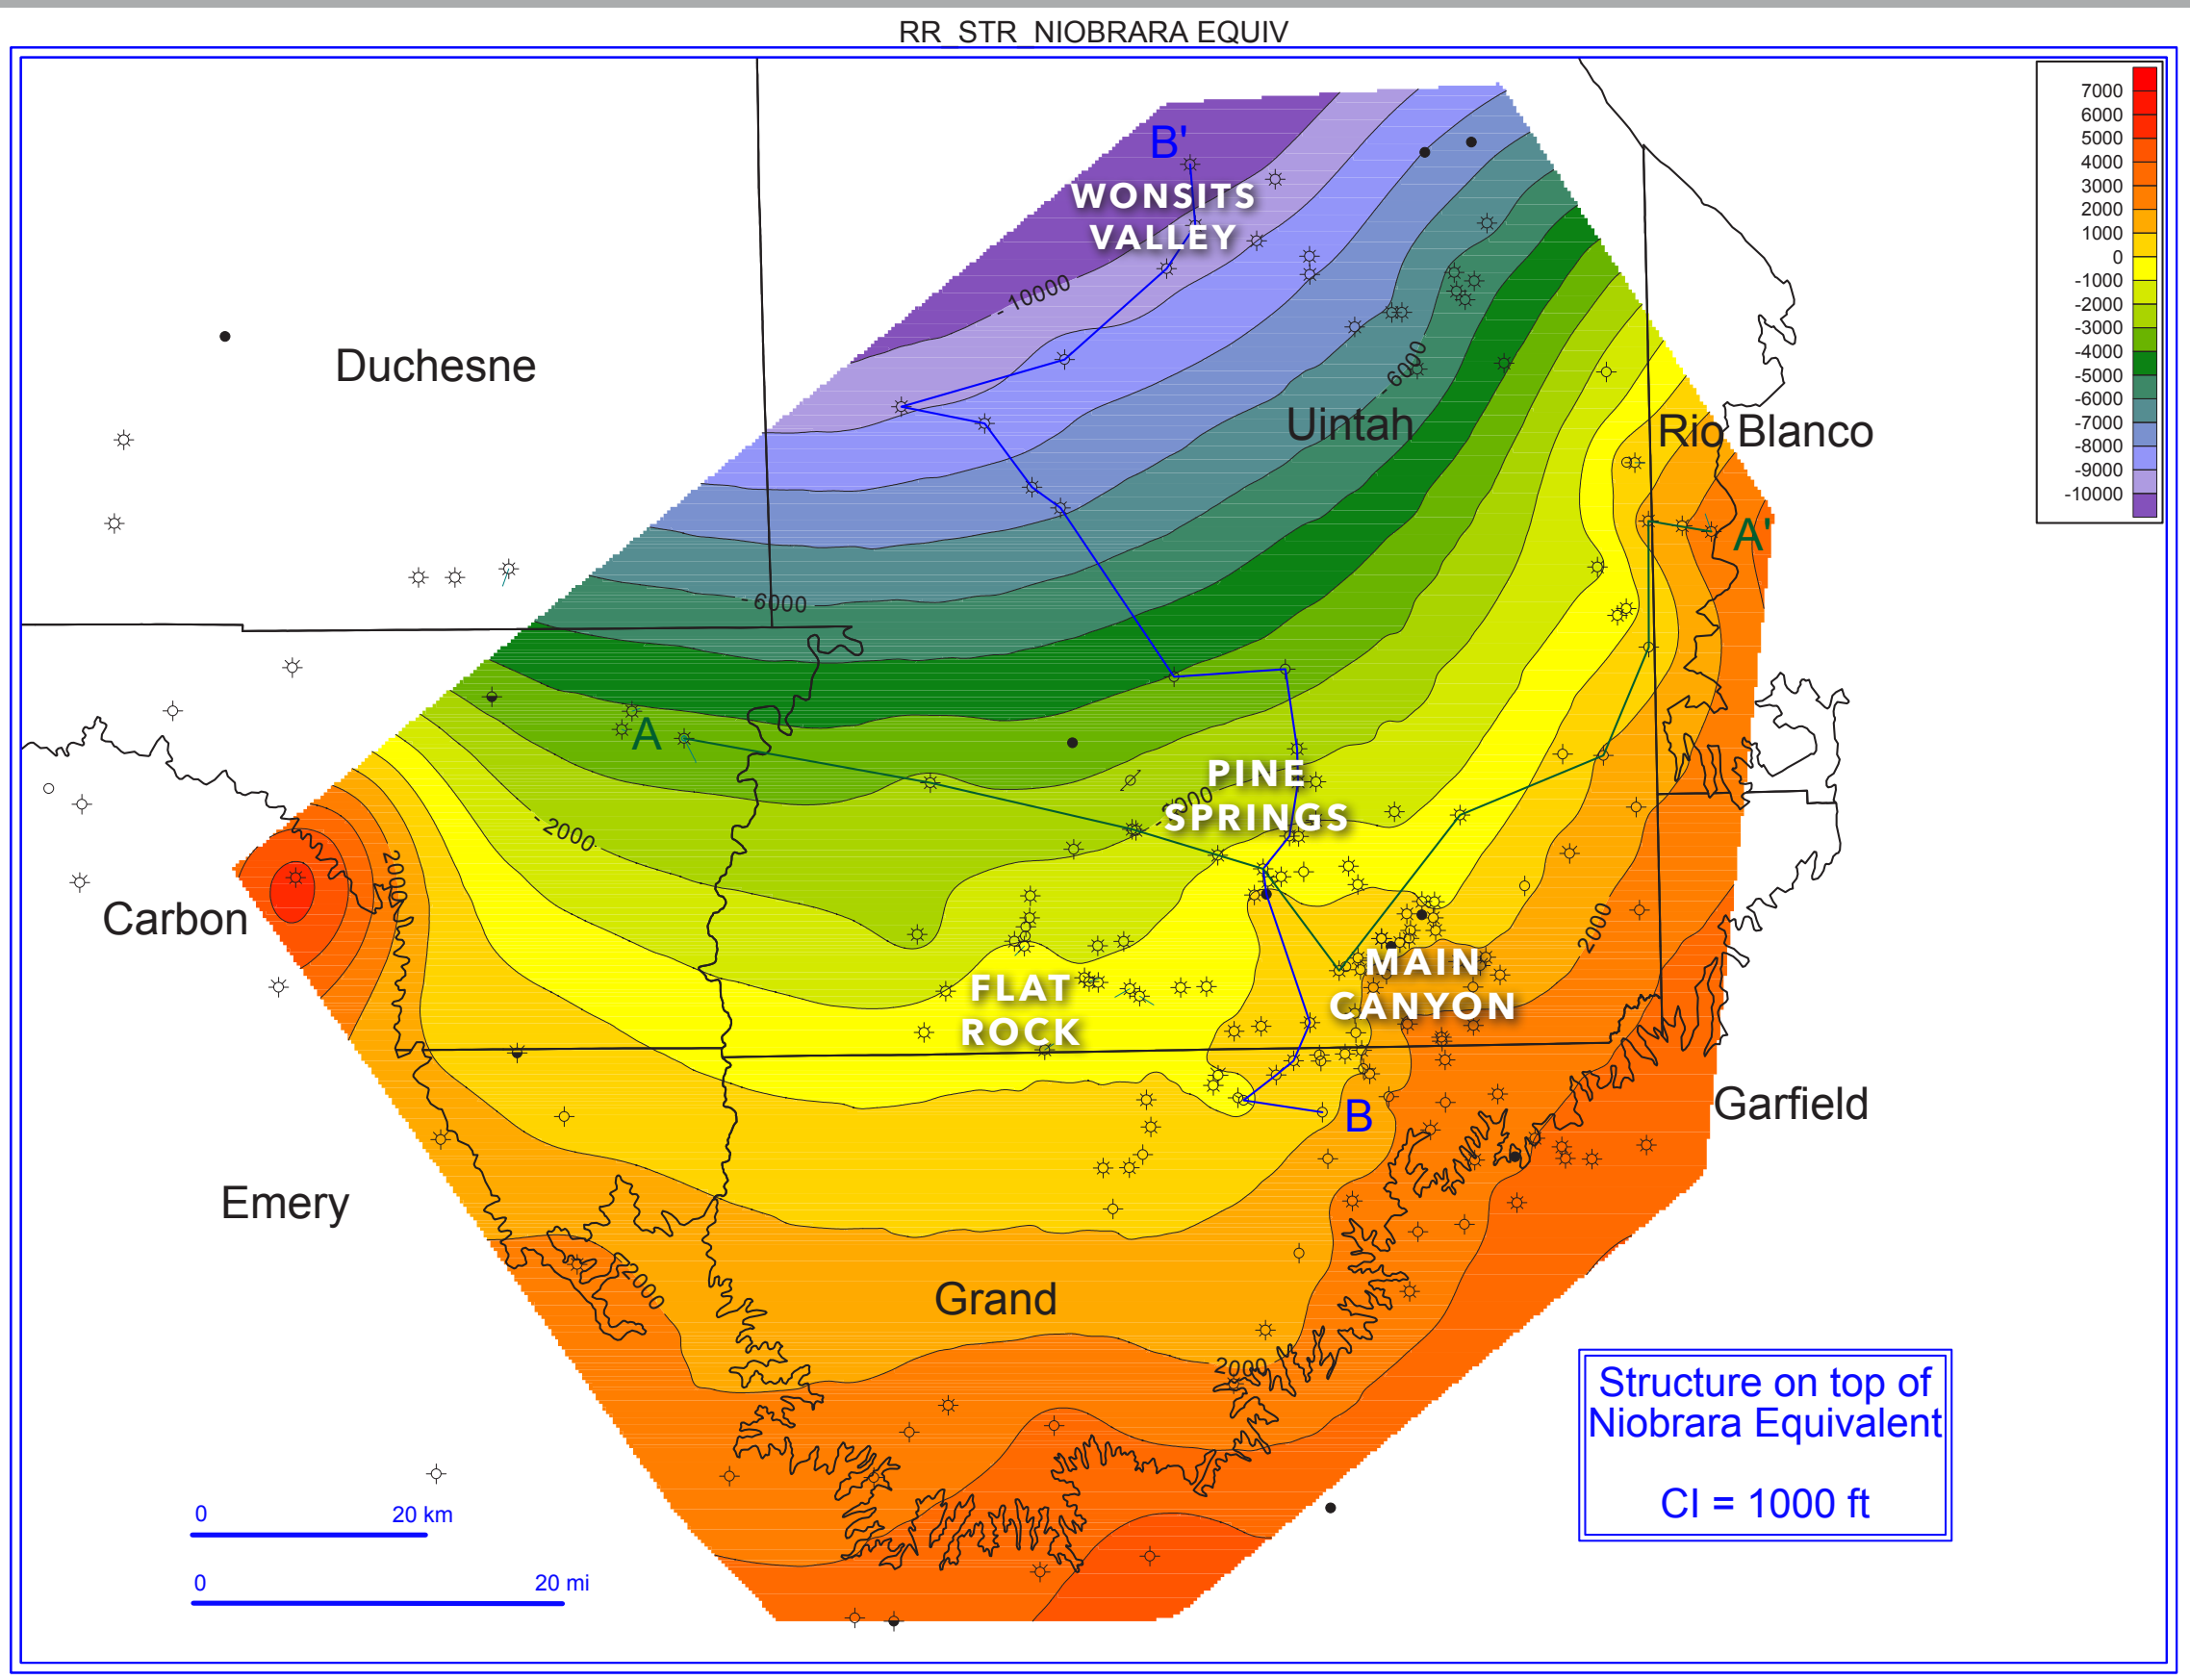 RR_STR_NIOBRARA EQUIV
7000
6000
5000
4000
3000
2000
1000
0
-1000
-2000
-3000
-4000
-5000
-6000
-7000
-8000
-9000
-10000
B'
WONSITS
VALLEY
- 10000
Duchesne
- 6000
Uintah
Rio Blanco
A'
- 6000
A
PINE
SPRINGS
- 2000
2000
Carbon
2000
MAIN
CANYON
FLAT
ROCK
B
Garfield
Emery
2000
Grand
2000
Structure on top of
Niobrara Equivalent
CI = 1000 ft
0 20 km
0 20 mi